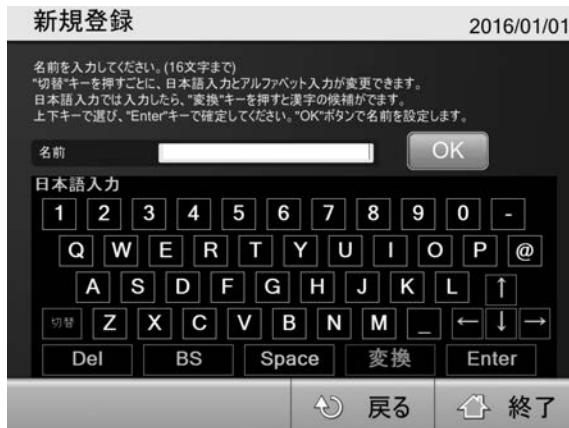 新規登録 2016/01/01
名前を入力してください。(16文字まで)
"切替"キーを押すごとに、日本語入力とアルファベット入力が変更できます。
日本語入力では入力したら、"変換"キーを押すと漢字の候補がでます。
上下キーで選び、"Enter"キーで確定してください。"OK"ボタンで名前を設定します。
名前 OK
日本語入力
1 2 3 4 5 6 7 8 9 0 -
Q W E R T Y U I O P @
A S D F G H J K L ↑
切替 Z X C V B N M _ ← ↓ →
Del BS Space 変換 Enter
戻る 終了